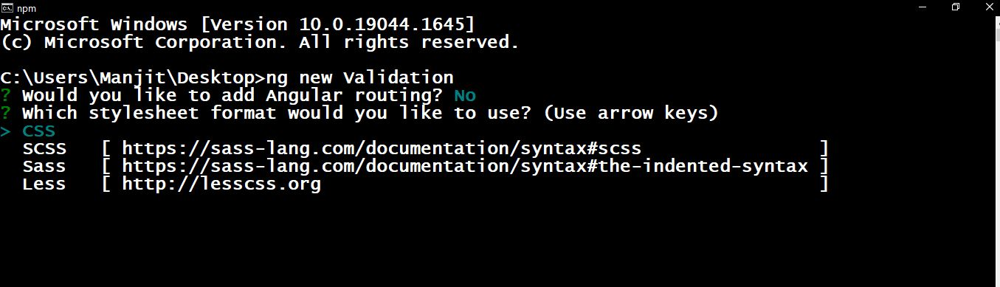 npm
Microsoft Windows [Version 10.0.19044.1645]
(c) Microsoft Corporation. All rights reserved.
C:\Users\Manjit\Desktop>ng new Validation
? Would you like to add Angular routing? No
? Which stylesheet format would you like to use? (Use arrow keys)
> CSS
SCSS [ https://sass-lang.com/documentation/syntax#scss ]
Sass [ https://sass-lang.com/documentation/syntax#the-indented-syntax ]
Less [ http://lesscss.org ]